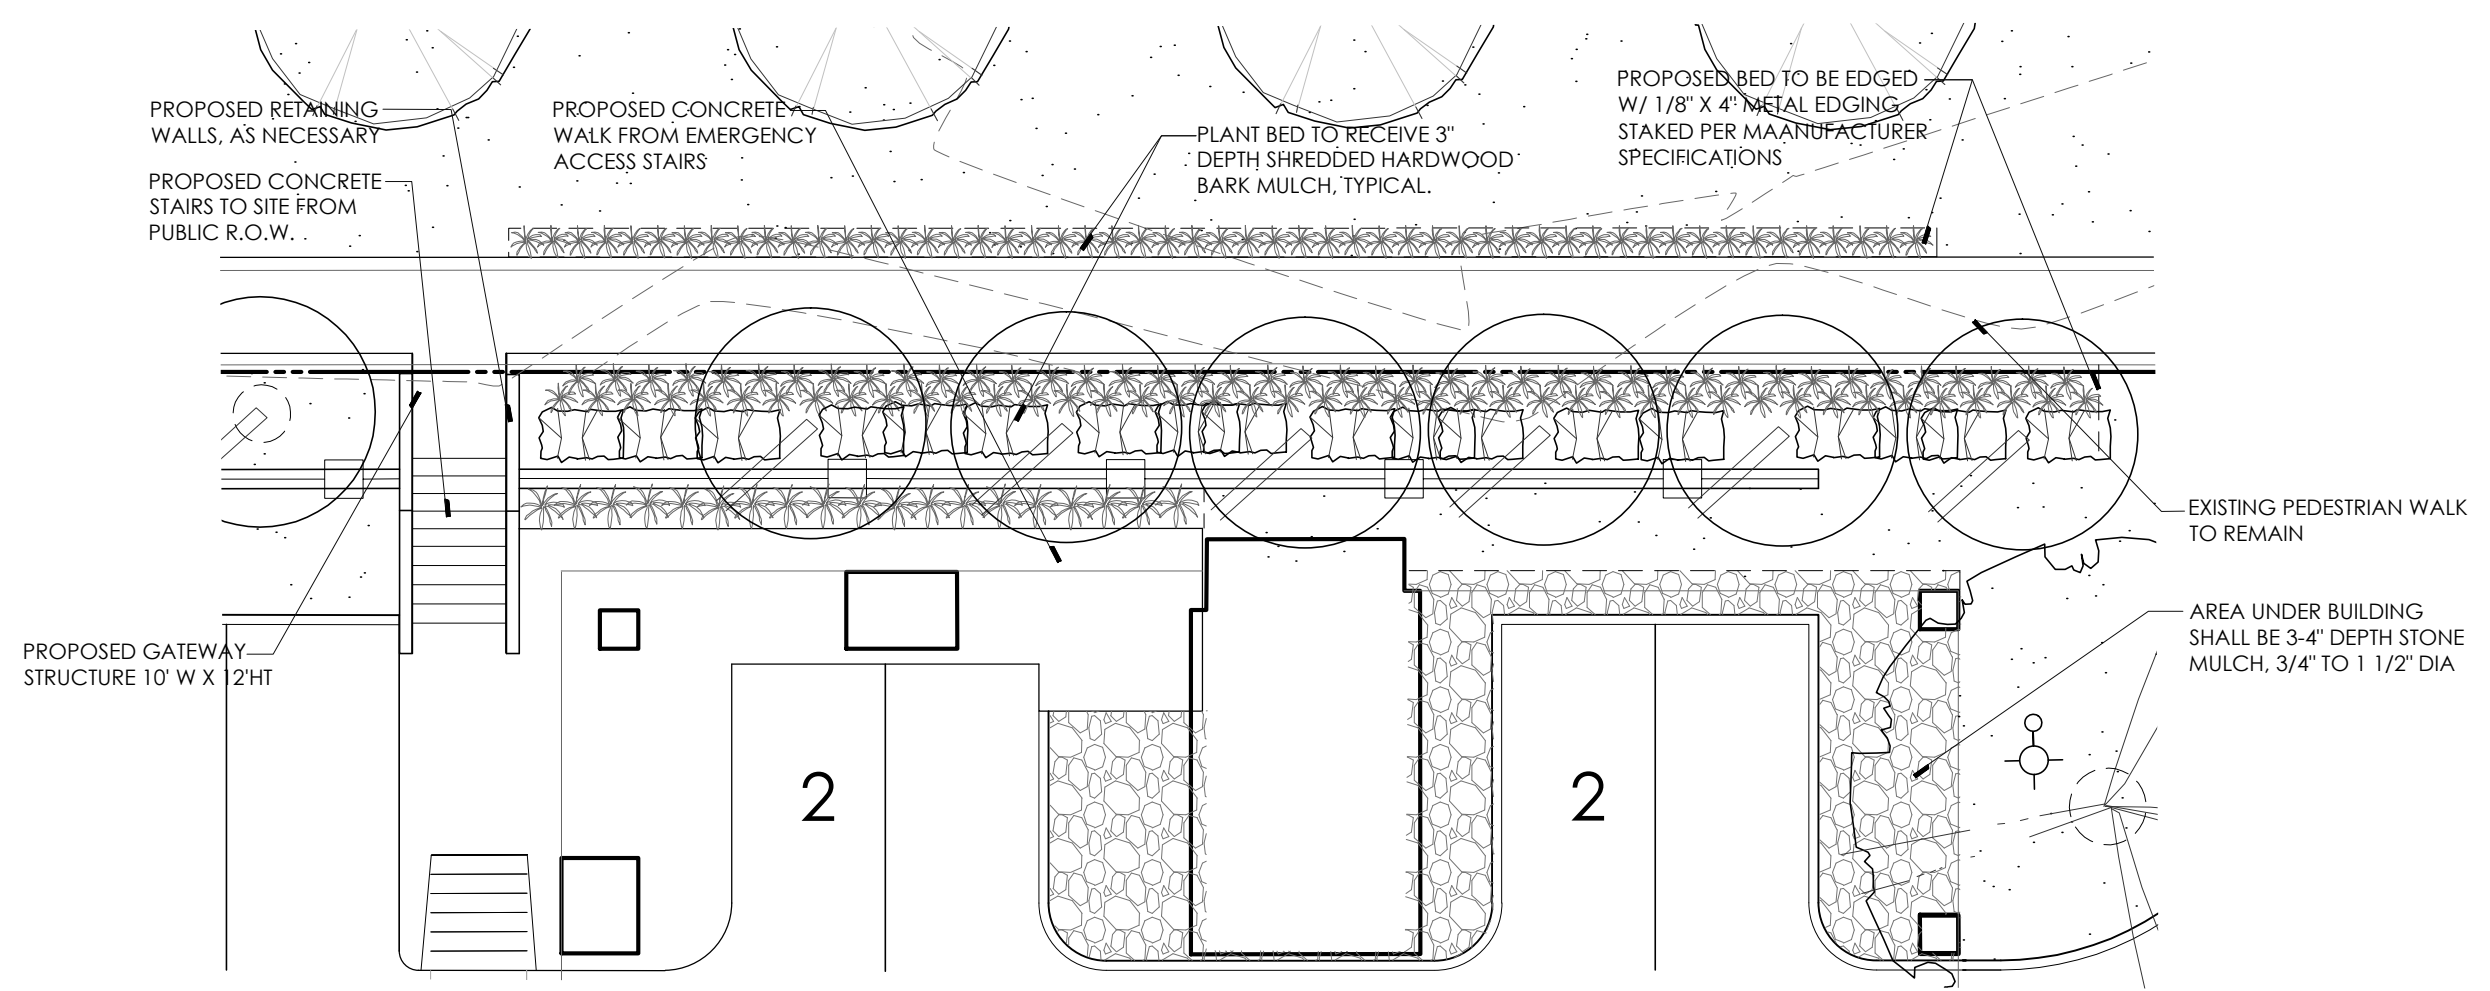 PROPOSED RETAINING
WALLS, AS NECESSARY
PROPOSED CONCRETE
STAIRS TO SITE FROM
PUBLIC R.O.W.
PROPOSED CONCRETE
WALK FROM EMERGENCY
ACCESS STAIRS
PLANT BED TO RECEIVE 3"
DEPTH SHREDDED HARDWOOD
BARK MULCH, TYPICAL.
PROPOSED BED TO BE EDGED
W/ 1/8" X 4" METAL EDGING
STAKED PER MAANUFACTURER
SPECIFICATIONS
EXISTING PEDESTRIAN WALK
TO REMAIN
PROPOSED GATEWAY
STRUCTURE 10' W X 12'HT
AREA UNDER BUILDING
SHALL BE 3-4" DEPTH STONE
MULCH, 3/4" TO 1 1/2" DIA
2
2